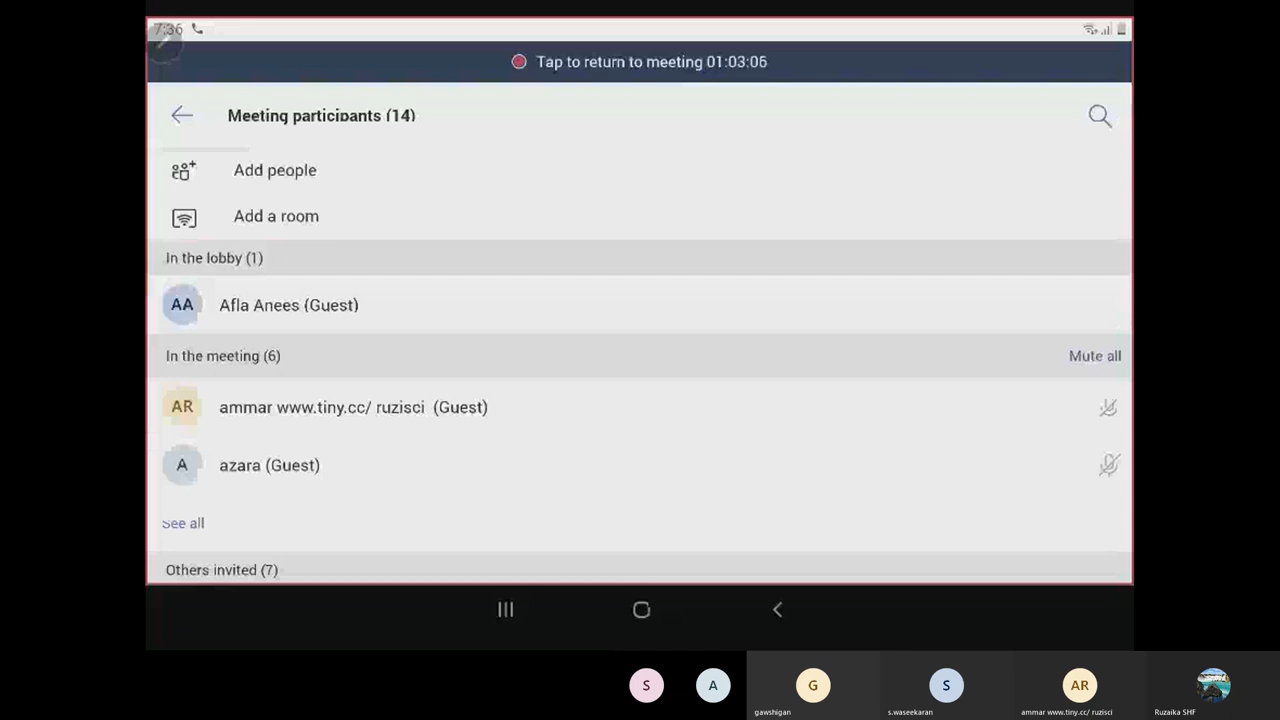 7:36
Tap to return to meeting 01:03:06
Meeting participants (14)
Add people
Add a room
In the lobby (1)
AA Afla Anees (Guest)
In the meeting (6) Mute all
AR ammar www.tiny.cc/ ruzisci (Guest)
A azara (Guest)
See all
Others invited (7)
S A G S AR
gawshigan s.waseekaran ammar www.tiny.cc/ ruzisci Ruzaika SHF